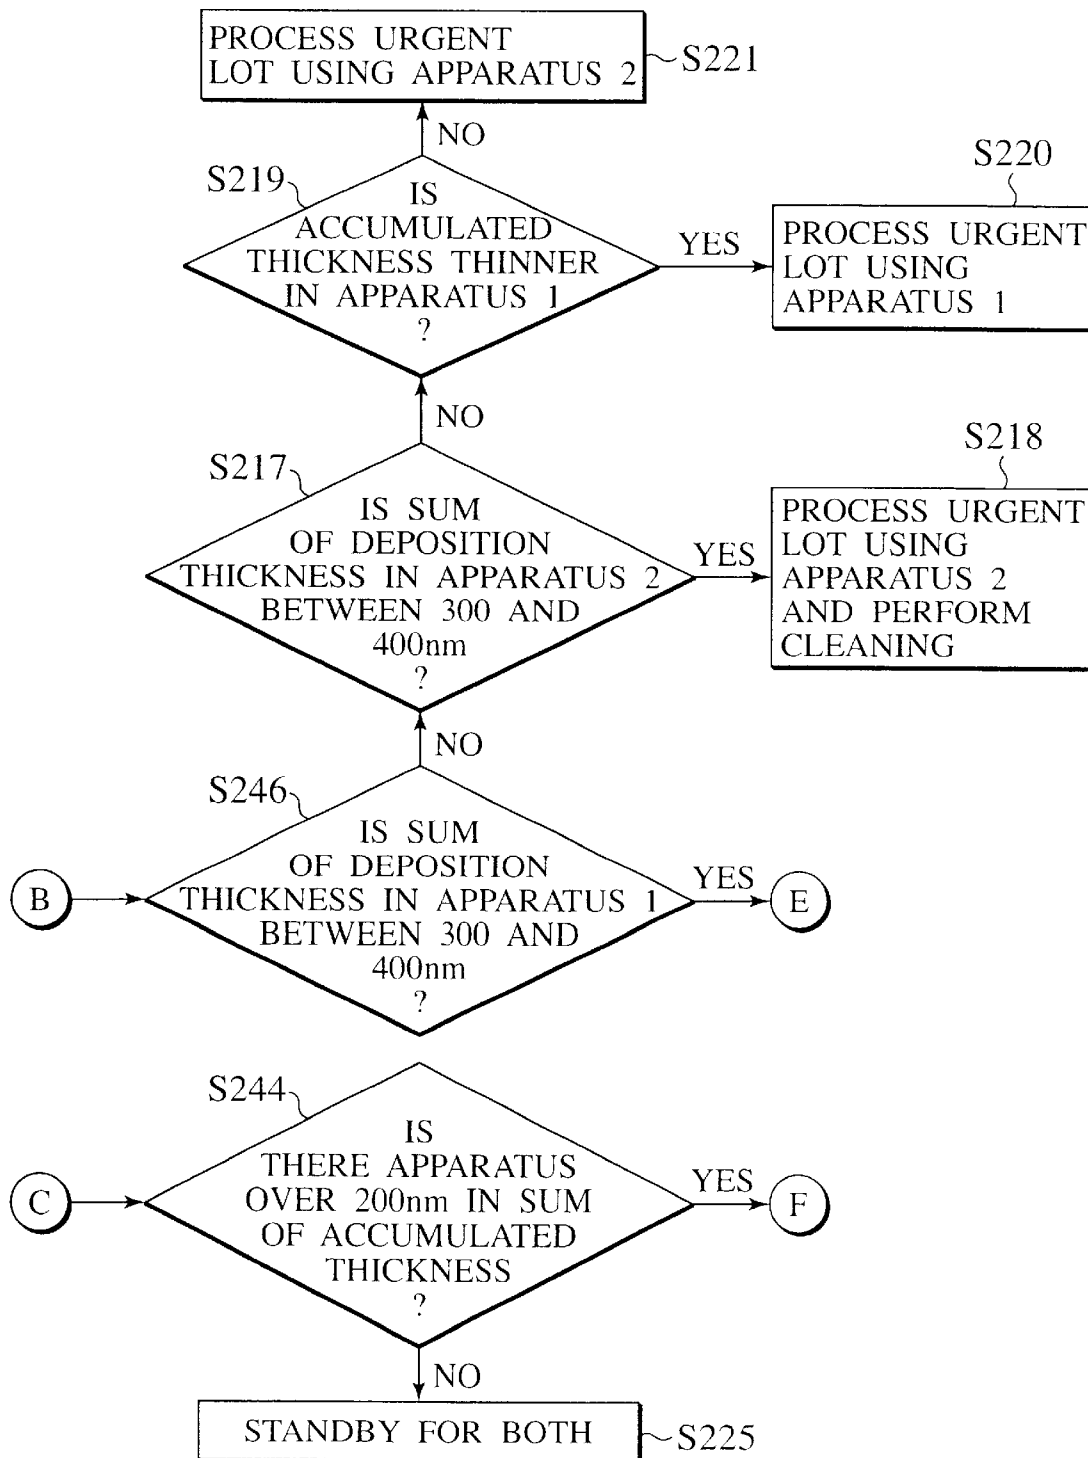 PROCESS URGENT
LOT USING APPARATUS 2
S221
NO
S219
IS
ACCUMULATED
THICKNESS THINNER
IN APPARATUS 1
?
YES
S220
PROCESS URGENT
LOT USING
APPARATUS 1
NO
S217
IS SUM
OF DEPOSITION
THICKNESS IN APPARATUS 2
BETWEEN 300 AND
400nm
?
YES
S218
PROCESS URGENT
LOT USING
APPARATUS 2
AND PERFORM
CLEANING
NO
S246
B
IS SUM
OF DEPOSITION
THICKNESS IN APPARATUS 1
BETWEEN 300 AND
400nm
?
YES
E
S244
C
IS
THERE APPARATUS
OVER 200nm IN SUM
OF ACCUMULATED
THICKNESS
?
YES
F
NO
STANDBY FOR BOTH
S225